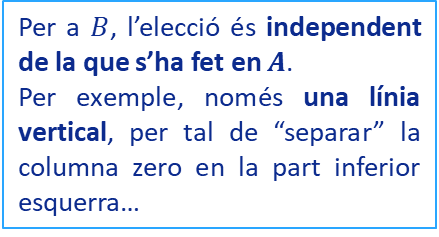 Per a B, l’elecció és independent
de la que s’ha fet en A.
Per exemple, només una línia
vertical, per tal de “separar” la
columna zero en la part inferior
esquerra…